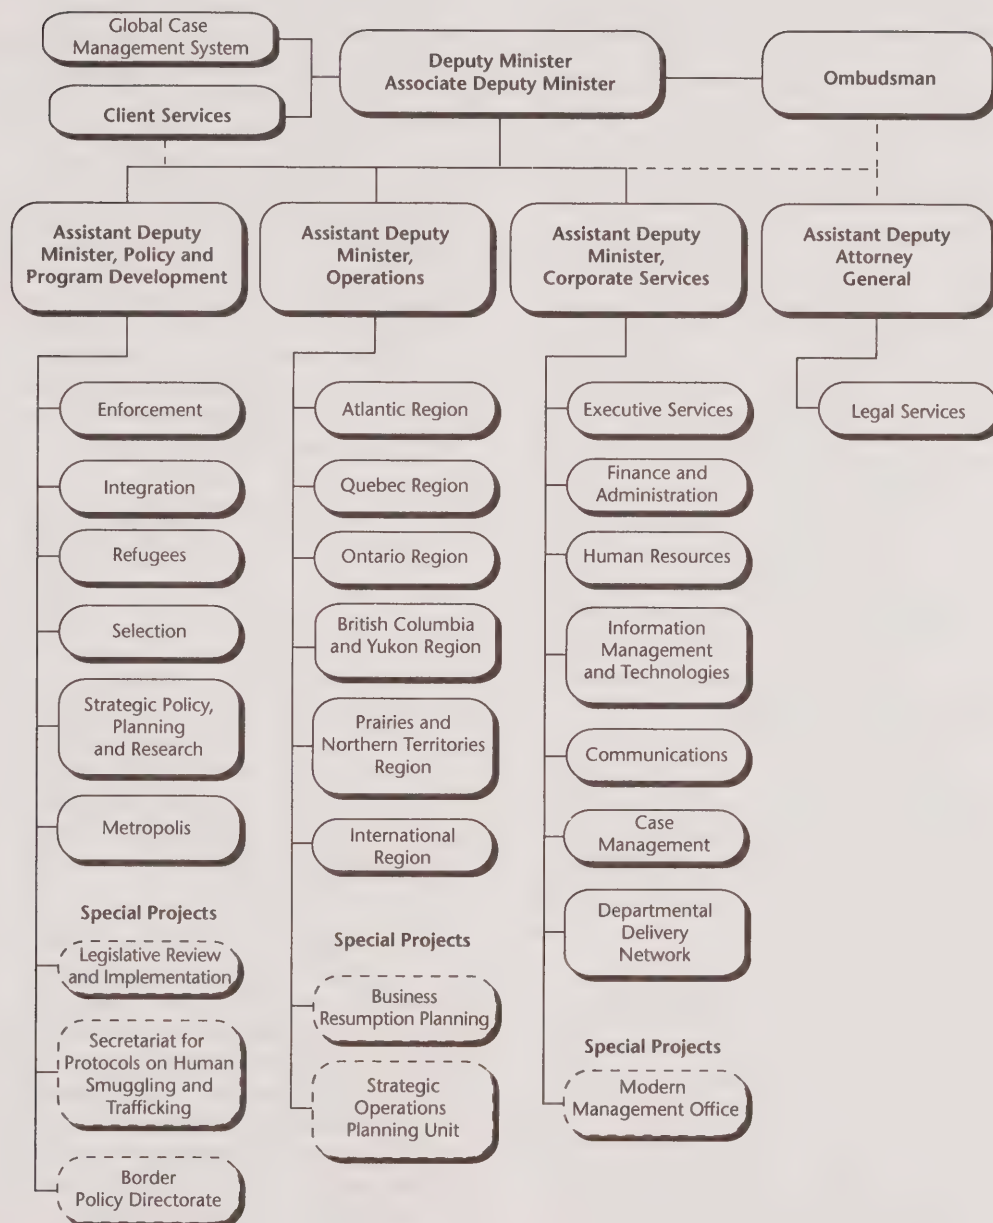 Global Case
Management System
Client Services
Deputy Minister
Associate Deputy Minister
Ombudsman
Assistant Deputy
Minister, Policy and
Program Development
Assistant Deputy
Minister,
Operations
Assistant Deputy
Minister,
Corporate Services
Assistant Deputy
Attorney
General
Enforcement
Integration
Refugees
Selection
Strategic Policy,
Planning
and Research
Metropolis
Special Projects
Legislative Review
and Implementation
Secretariat for
Protocols on Human
Smuggling and
Trafficking
Border
Policy Directorate
Atlantic Region
Quebec Region
Ontario Region
British Columbia
and Yukon Region
Prairies and
Northern Territories
Region
International
Region
Special Projects
Business
Resumption Planning
Strategic
Operations
Planning Unit
Executive Services
Finance and
Administration
Human Resources
Information
Management
and Technologies
Communications
Case
Management
Departmental
Delivery
Network
Special Projects
Modern
Management Office
Legal Services